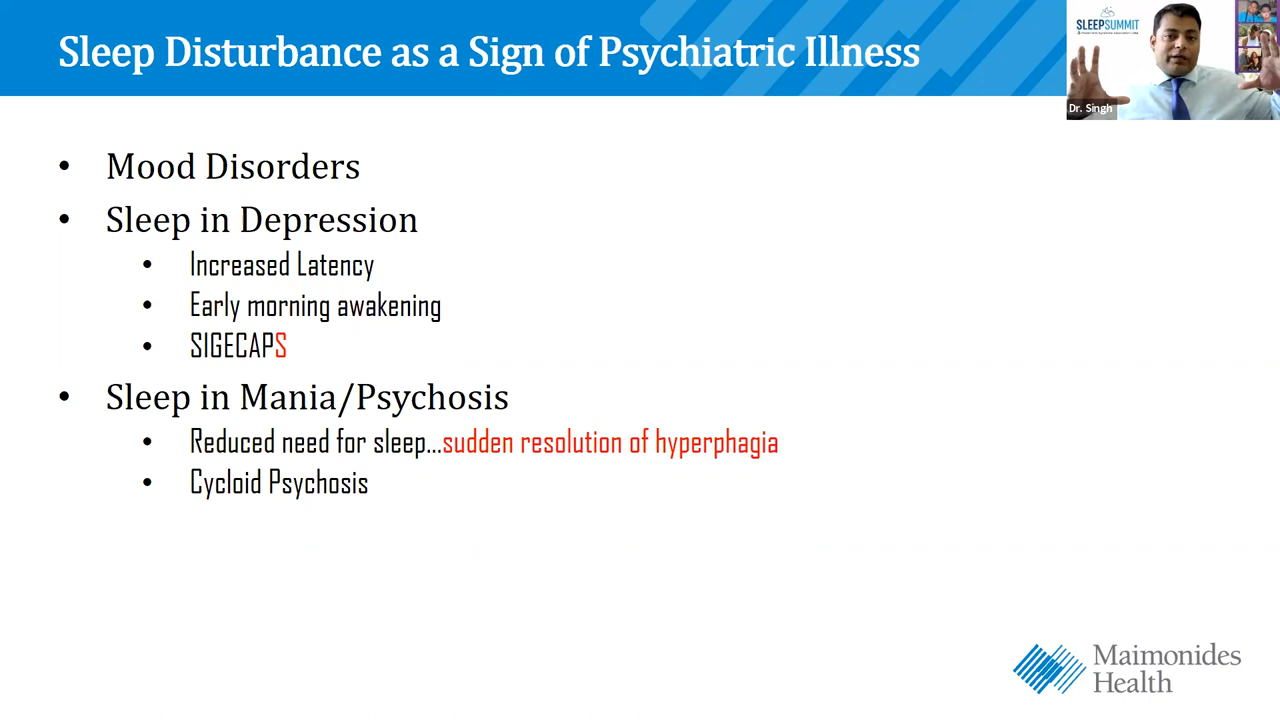 Sleep Disturbance as a Sign of Psychiatric Illness
SLEEPSUMMIT
Dr. Singh
• Mood Disorders
• Sleep in Depression
• Increased Latency
• Early morning awakening
• SIGECAPS
• Sleep in Mania/Psychosis
• Reduced need for sleep...sudden resolution of hyperphagia
• Cycloid Psychosis
Maimonides
Health